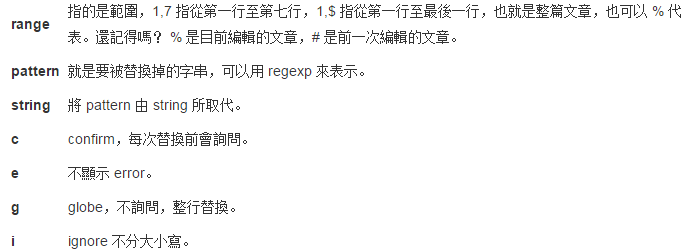 range 指的是範圍，1,7 指從第一行至第七行，1,$ 指從第一行至最後一行，也就是整篇文章，也可以 % 代
表。還記得嗎？ % 是目前編輯的文章，# 是前一次編輯的文章。
pattern 就是要被替換掉的字串，可以用 regexp 來表示。
string 將 pattern 由 string 所取代。
c confirm，每次替換前會詢問。
e 不顯示 error。
g globe，不詢問，整行替換。
i ignore 不分大小寫。